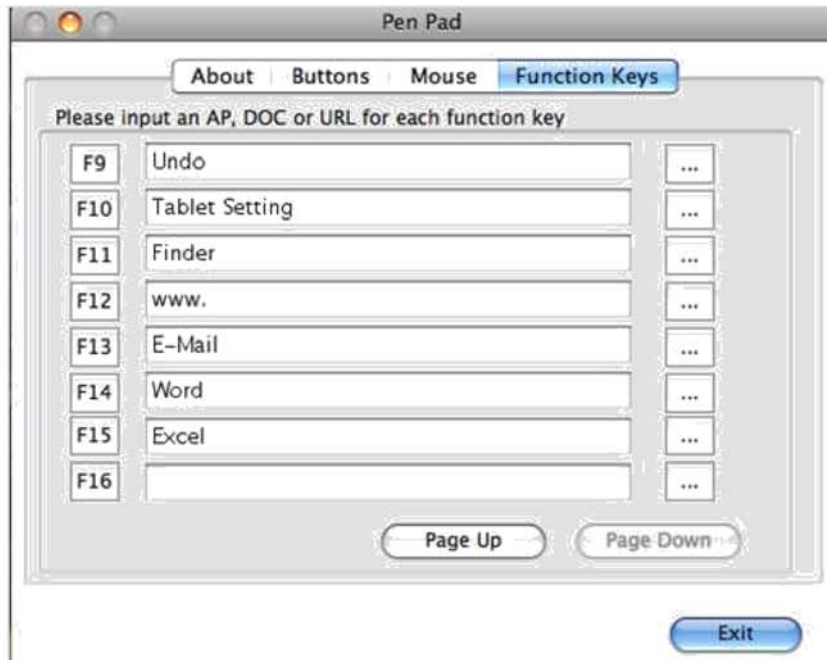 Pen Pad
About Buttons Mouse Function Keys
Please input an AP, DOC or URL for each function key
F9 Undo ...
F10 Tablet Setting ...
F11 Finder ...
F12 www. ...
F13 E-Mail ...
F14 Word ...
F15 Excel ...
F16 ...
Page Up Page Down
Exit